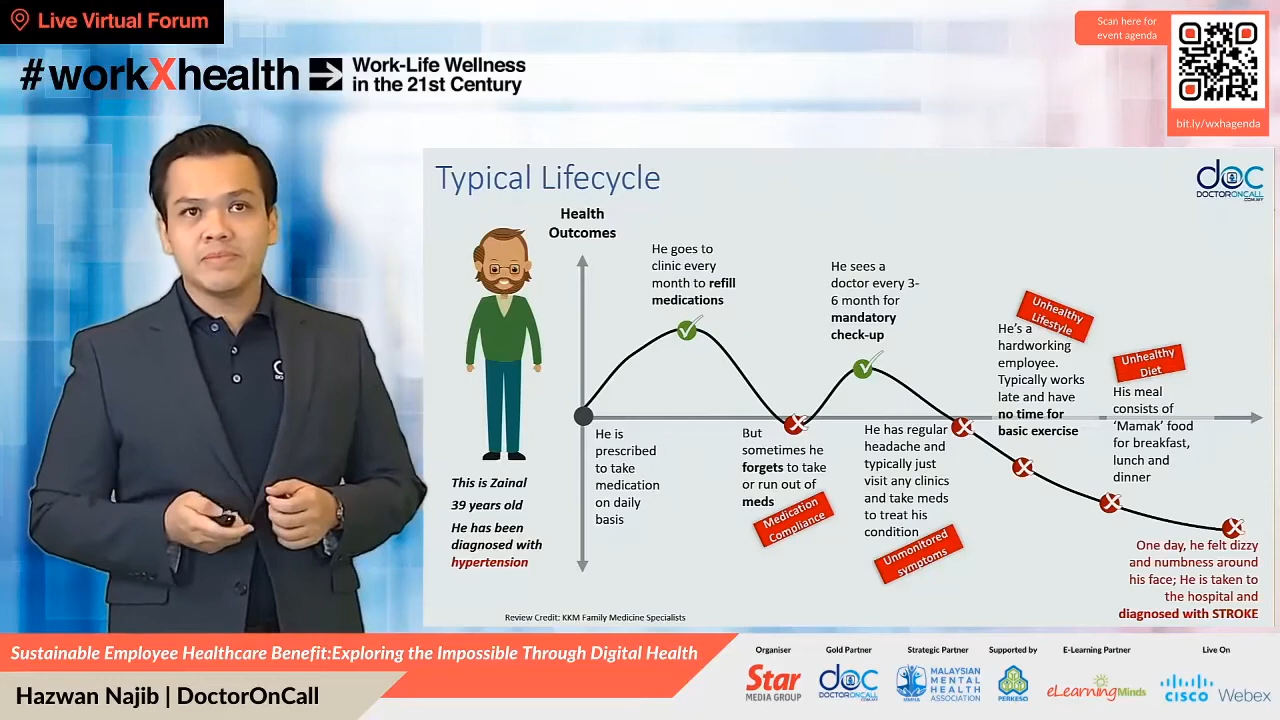 Live Virtual Forum
#workXhealth
Work-Life Wellness
in the 21st Century
Scan here for
event agenda
bit.ly/wxhagenda
Typical Lifecycle
doc
DOCTORONCALL
.COM.MY
Health
Outcomes
He goes to
clinic every
month to refill
medications
He sees a
doctor every 3-
6 month for
mandatory
check-up
Unhealthy
Lifestyle
He's a
hardworking
employee.
Typically works
late and have
no time for
basic exercise
Unhealthy
Diet
His meal
consists of
‘Mamak’ food
for breakfast,
lunch and
dinner
He is
prescribed
to take
medication
on daily
basis
But
sometimes he
forgets to take
or run out of
meds
Medication
Compliance
He has regular
headache and
typically just
visit any clinics
and take meds
to treat his
condition
Unmonitored
symptoms
This is Zainal
39 years old
He has been
diagnosed with
hypertension
One day, he felt dizzy
and numbness around
his face; He is taken to
the hospital and
diagnosed with STROKE
Review Credit: KKM Family Medicine Specialists
Sustainable Employee Healthcare Benefit:Exploring the Impossible Through Digital Health
Hazwan Najib | DoctorOnCall
Organiser
Star
MEDIA GROUP
Gold Partner
doc
DOCTORONCALL
Strategic Partner
MMHA
MALAYSIAN
MENTAL
HEALTH
ASSOCIATION
Supported by
PERKESO
E-Learning Partner
eLearningMinds
Live On
CISCO
Webex